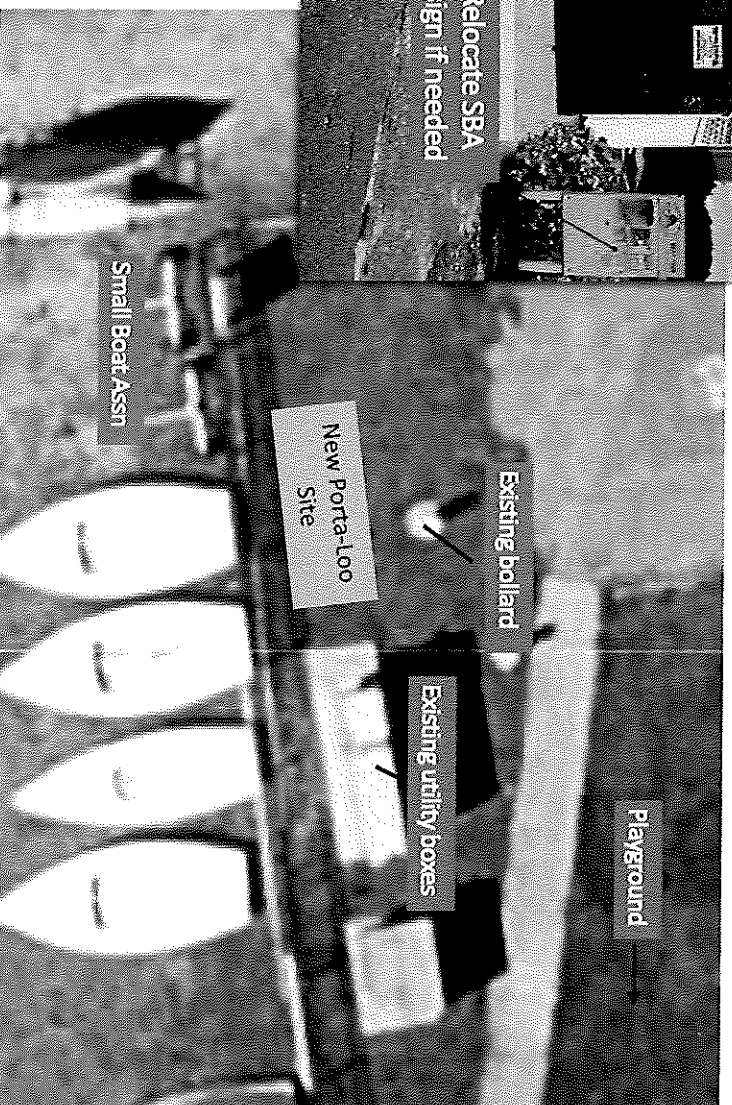 Playground
Existing bollard
Relocate SBA
ign if needed
Existing utility boxes
New Porta-Loo
Site
Small Boat Assn